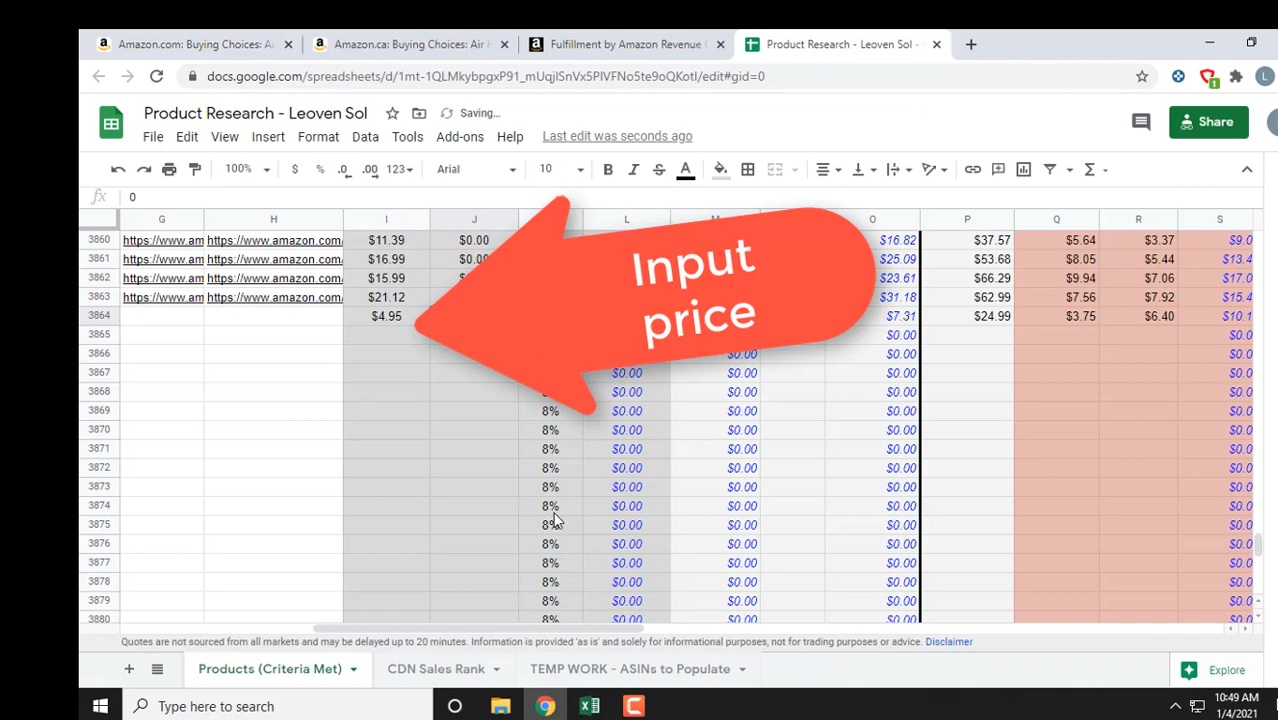 Amazon.com: Buying Choices: Ai
Amazon.ca: Buying Choices: Air H
Fulfillment by Amazon Revenue C
Product Research - Leoven Sol -
docs.google.com/spreadsheets/d/1mt-1QLMkybpgxP91_mUqjlSnVx5PlVFNo5te9oQKotI/edit#gid=0
Product Research - Leoven Sol
Saving...
File Edit View Insert Format Data Tools Add-ons Help Last edit was seconds ago
Share
100% $ % .0 .00 123 Arial 10 B I S A
fx 0
G H I J L O P Q R S
3860 https://www.am https://www.amazon.com/ $11.39 $0.00 $16.82 $37.57 $5.64 $3.37 $9.0
3861 https://www.am https://www.amazon.com/ $16.99 $0.00 $25.09 $53.68 $8.05 $5.44 $13.4
3862 https://www.am https://www.amazon.com/ $15.99 $23.61 $66.29 $9.94 $7.06 $17.0
3863 https://www.am https://www.amazon.com/ $21.12 $31.18 $62.99 $7.56 $7.92 $15.4
3864 $4.95 $7.31 $24.99 $3.75 $6.40 $10.1
Input
price
3865 $0.00 $0.00
3866 $0.00 $0.00 $0.00
3867 $0.00 $0.00 $0.00 $0.0
3868 $0.00 $0.00 $0.00 $0.0
3869 8% $0.00 $0.00 $0.00 $0.0
3870 8% $0.00 $0.00 $0.00 $0.0
3871 8% $0.00 $0.00 $0.00 $0.0
3872 8% $0.00 $0.00 $0.00 $0.0
3873 8% $0.00 $0.00 $0.00 $0.0
3874 8% $0.00 $0.00 $0.00 $0.0
3875 8% $0.00 $0.00 $0.00 $0.0
3876 8% $0.00 $0.00 $0.00 $0.0
3877 8% $0.00 $0.00 $0.00 $0.0
3878 8% $0.00 $0.00 $0.00 $0.0
3879 8% $0.00 $0.00 $0.00 $0.0
3880 8% $0.00 $0.00 $0.00 $0.0
Quotes are not sourced from all markets and may be delayed up to 20 minutes. Information is provided 'as is' and solely for informational purposes, not for trading purposes or advice. Disclaimer
Products (Criteria Met) CDN Sales Rank TEMP WORK - ASINs to Populate Explore
Type here to search
10:49 AM
1/4/2021